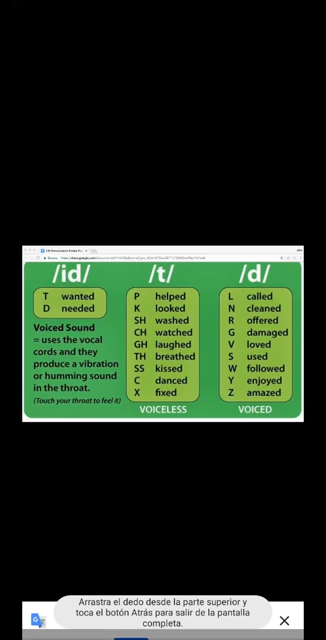 /id/
T wanted
D needed
Voiced Sound
= uses the vocal
cords and they
produce a vibration
or humming sound
in the throat.
(Touch your throat to feel it)
/t/
P helped
K looked
SH washed
CH watched
GH laughed
TH breathed
SS kissed
C danced
X fixed
VOICELESS
/d/
L called
N cleaned
R offered
G damaged
V loved
S used
W followed
Y enjoyed
Z amazed
VOICED
Arrastra el dedo desde la parte superior y
toca el botón Atrás para salir de la pantalla
completa.